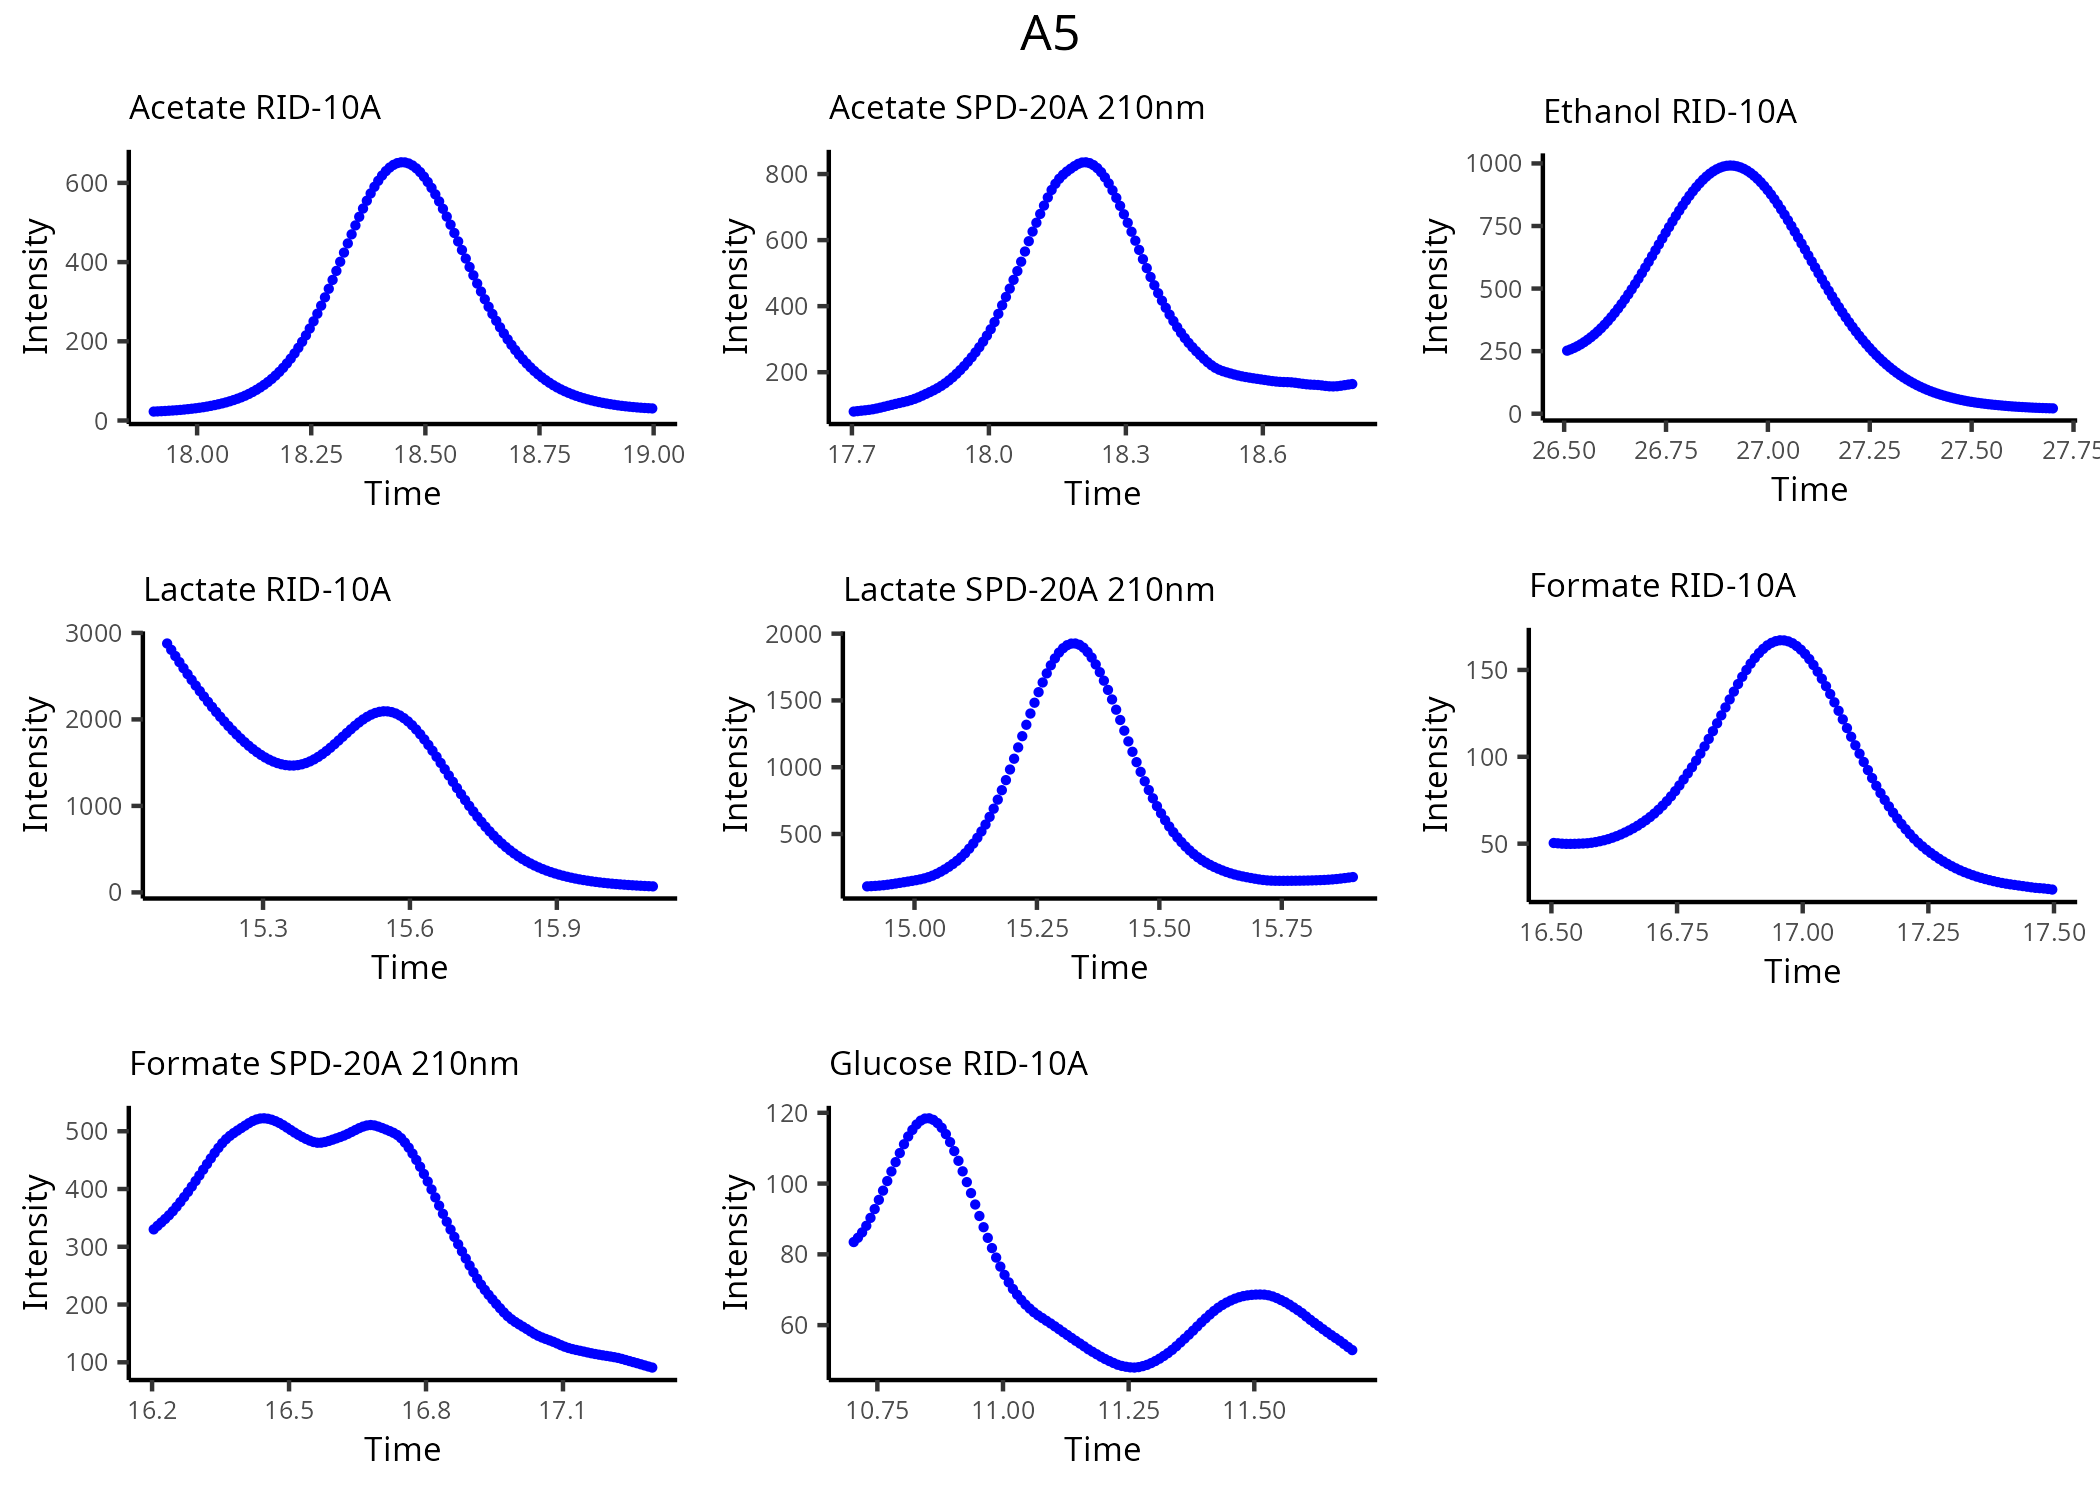 A5
Acetate RID-10A
Intensity
600
400
200
0
18.00 18.25 18.50 18.75 19.00
Time
Acetate SPD-20A 210nm
Intensity
800
600
400
200
17.7 18.0 18.3 18.6
Time
Ethanol RID-10A
Intensity
1000
750
500
250
0
26.50 26.75 27.00 27.25 27.50 27.75
Time
Lactate RID-10A
Intensity
3000
2000
1000
0
15.3 15.6 15.9
Time
Lactate SPD-20A 210nm
Intensity
2000
1500
1000
500
15.00 15.25 15.50 15.75
Time
Formate RID-10A
Intensity
150
100
50
16.50 16.75 17.00 17.25 17.50
Time
Formate SPD-20A 210nm
Intensity
500
400
300
200
100
16.2 16.5 16.8 17.1
Time
Glucose RID-10A
Intensity
120
100
80
60
10.75 11.00 11.25 11.50
Time